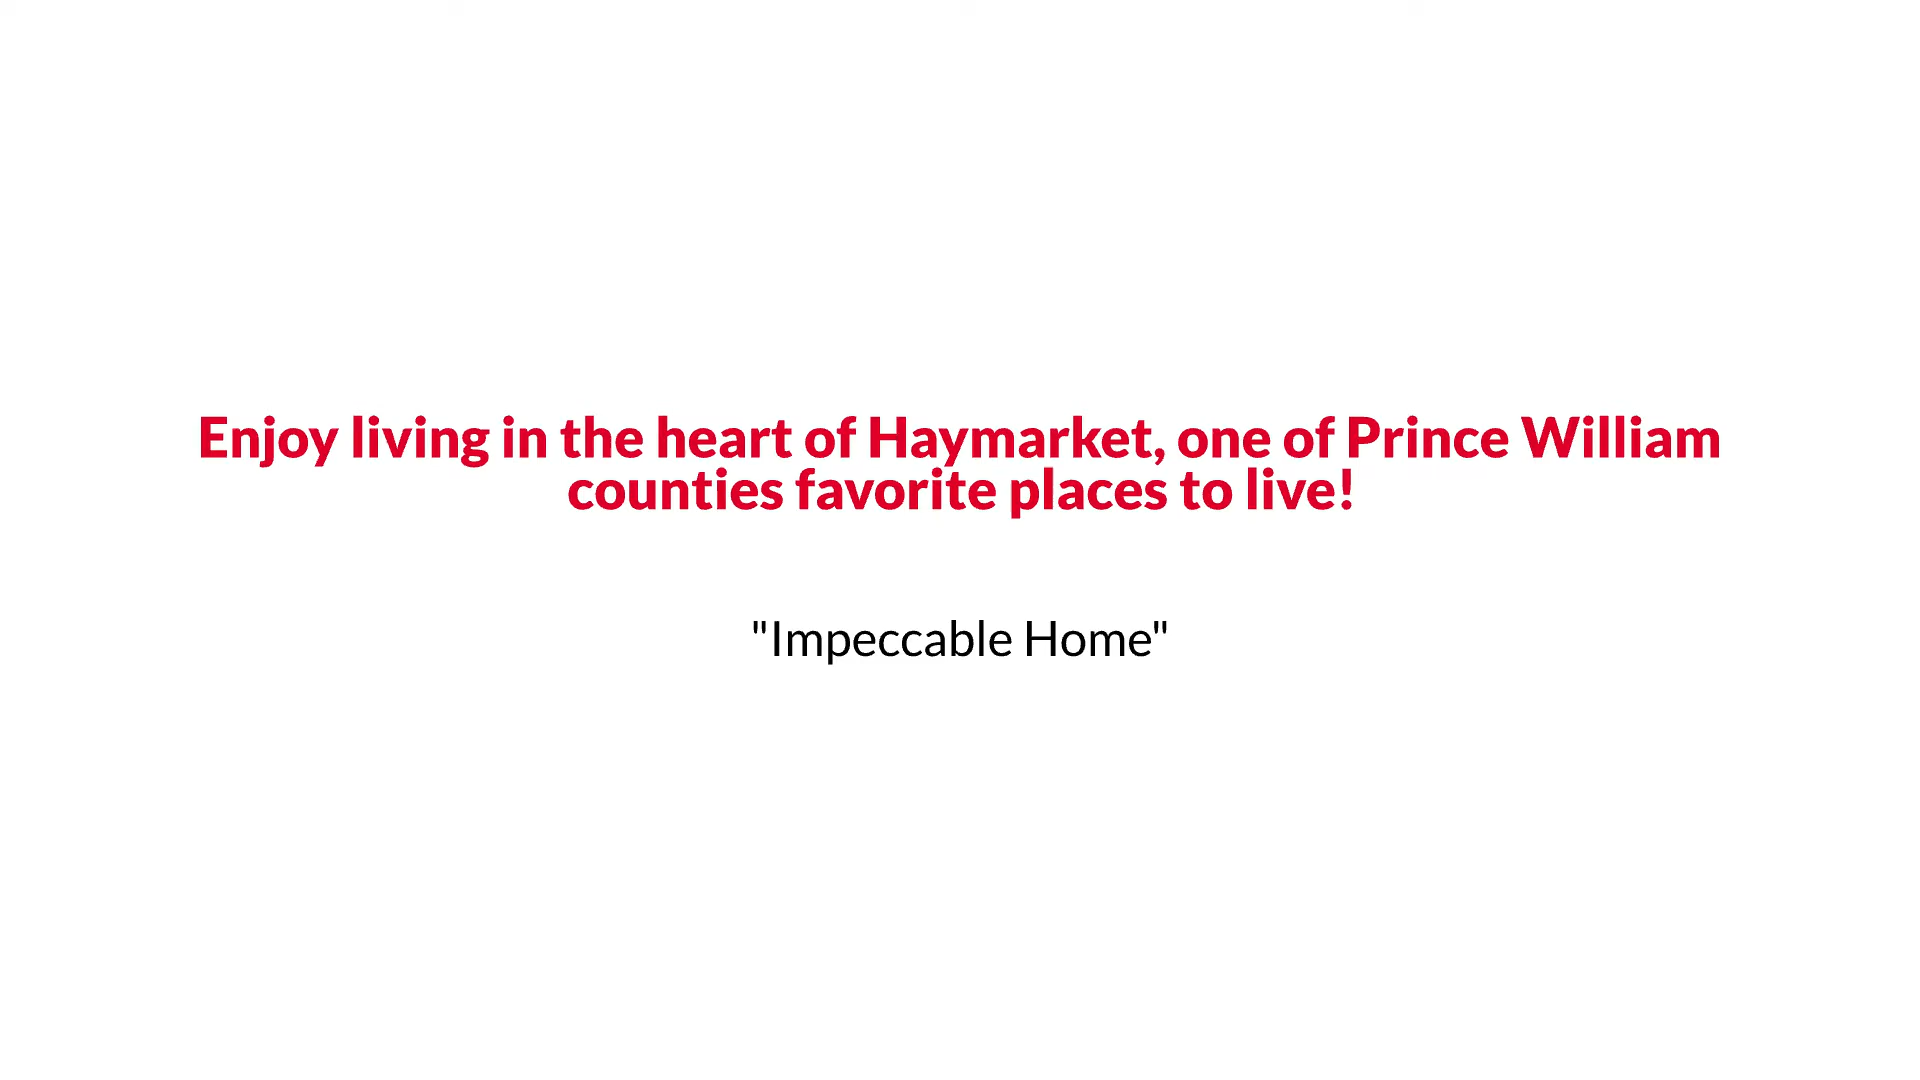 Enjoy living in the heart of Haymarket, one of Prince William
counties favorite places to live!
"Impeccable Home"